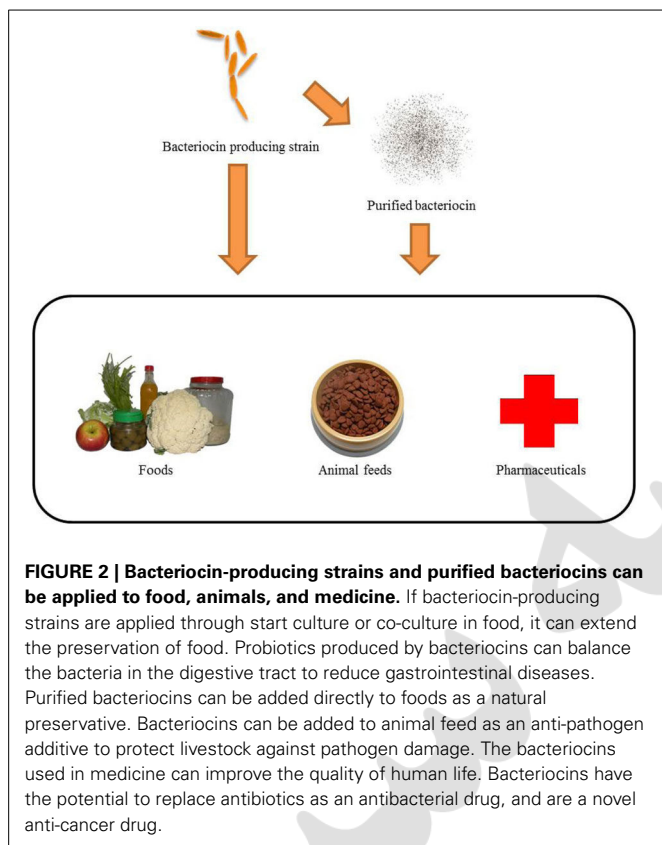 Bacteriocin producing strain
Purified bacteriocin
Foods
Animal feeds
Pharmaceuticals
FIGURE 2 | Bacteriocin-producing strains and purified bacteriocins can
be applied to food, animals, and medicine. If bacteriocin-producing
strains are applied through start culture or co-culture in food, it can extend
the preservation of food. Probiotics produced by bacteriocins can balance
the bacteria in the digestive tract to reduce gastrointestinal diseases.
Purified bacteriocins can be added directly to foods as a natural
preservative. Bacteriocins can be added to animal feed as an anti-pathogen
additive to protect livestock against pathogen damage. The bacteriocins
used in medicine can improve the quality of human life. Bacteriocins have
the potential to replace antibiotics as an antibacterial drug, and are a novel
anti-cancer drug.